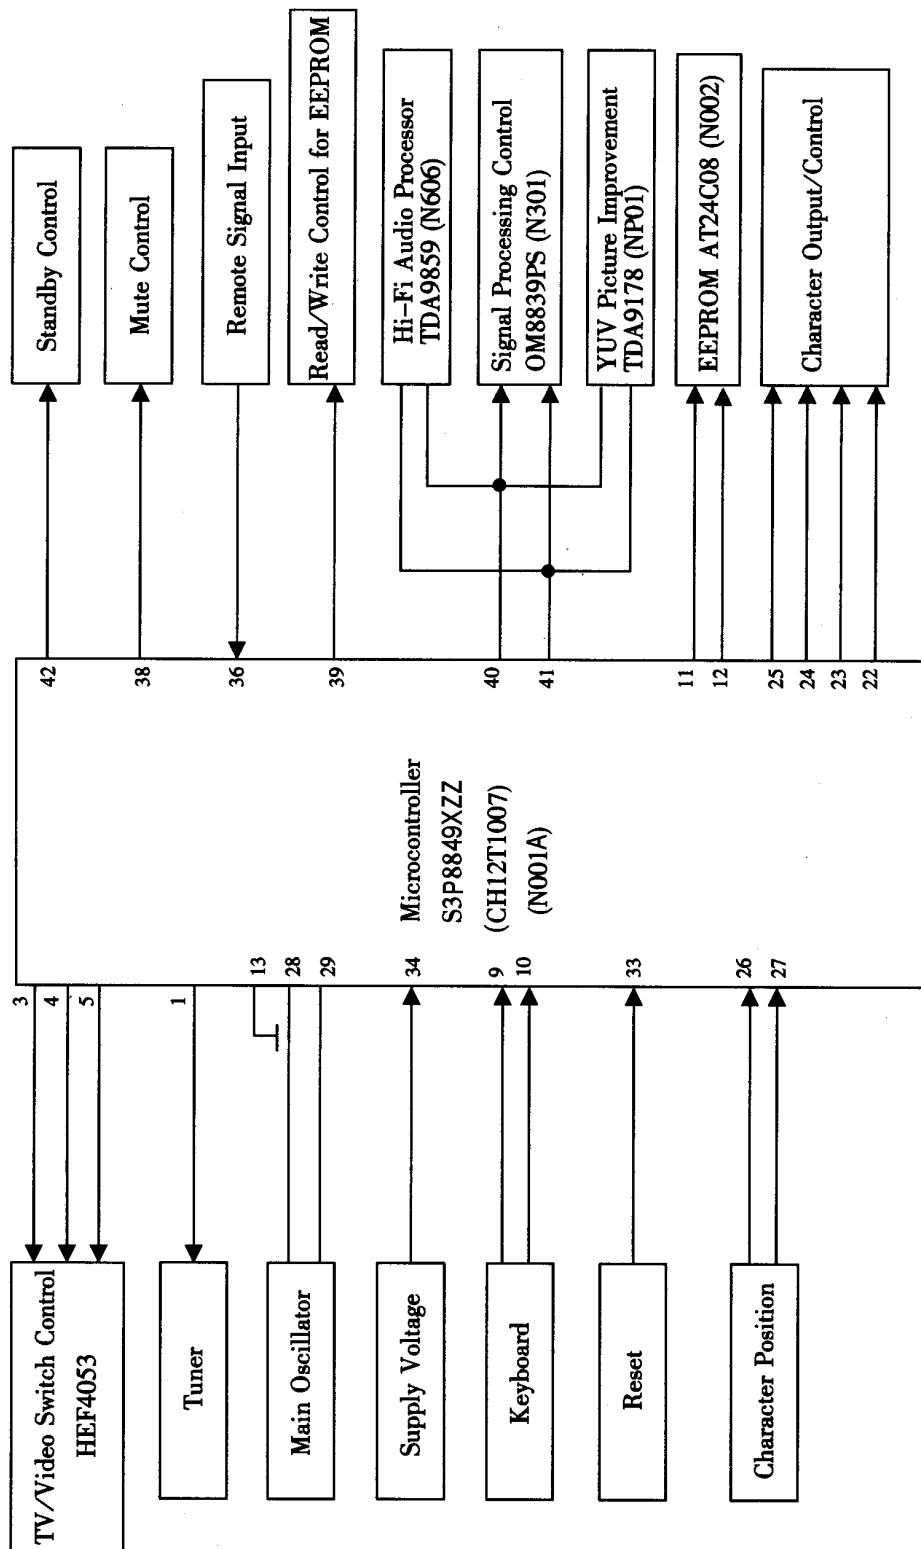 TV/Video Switch Control
HEF4053
Tuner
Main Oscillator
Supply Voltage
Keyboard
Reset
Character Position
3
4
5
1
13
28
29
34
9
10
33
26
27
Microcontroller
S3P8849XZZ
(CH12T1007)
(N001A)
42
38
36
39
40
41
11
12
25
24
23
22
Standby Control
Mute Control
Remote Signal Input
Read/Write Control for EEPROM
Hi-Fi Audio Processor
TDA9859 (N606)
Signal Processing Control
OM8839PS (N301)
YUV Picture Improvement
TDA9178 (NP01)
EEPROM AT24C08 (N002)
Character Output/Control